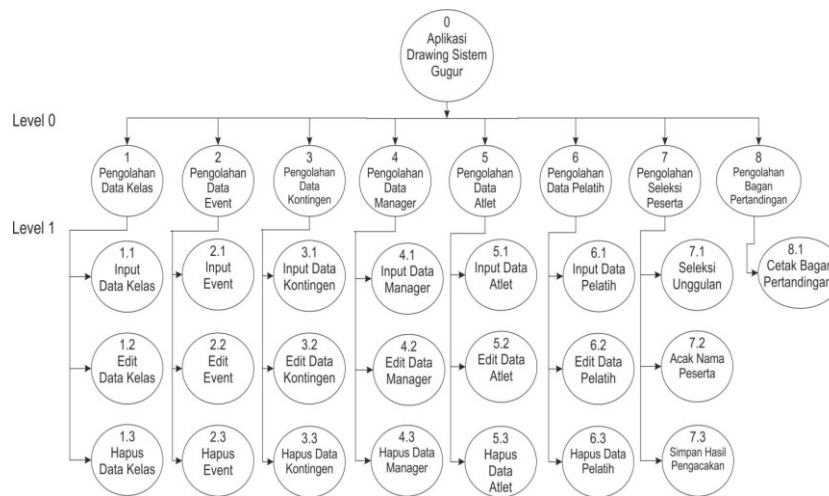 0
Aplikasi
Drawing Sistem
Gugur
Level 0
1
Pengolahan
Data Kelas
2
Pengolahan
Data
Event
3
Pengolahan
Data
Kontingen
4
Pengolahan
Data
Manager
5
Pengolahan
Data
Atlet
6
Pengolahan
Data Pelatih
7
Pengolahan
Seleksi
Peserta
8
Pengolahan
Bagan
Pertandingan
Level 1
1.1
Input
Data Kelas
2.1
Input
Event
3.1
Input Data
Kontingen
4.1
Input Data
Manager
5.1
Input Data
Atlet
6.1
Input Data
Pelatih
7.1
Seleksi
Unggulan
8.1
Cetak Bagan
Pertandingan
1.2
Edit
Data Kelas
2.2
Edit
Event
3.2
Edit Data
Kontingen
4.2
Edit Data
Manager
5.2
Edit Data
Atlet
6.2
Edit Data
Pelatih
7.2
Acak Nama
Peserta
1.3
Hapus
Data Kelas
2.3
Hapus
Event
3.3
Hapus Data
Kontingen
4.3
Hapus Data
Manager
5.3
Hapus
Data
Atlet
6.3
Hapus Data
Pelatih
7.3
Simpan Hasil
Pengacakan